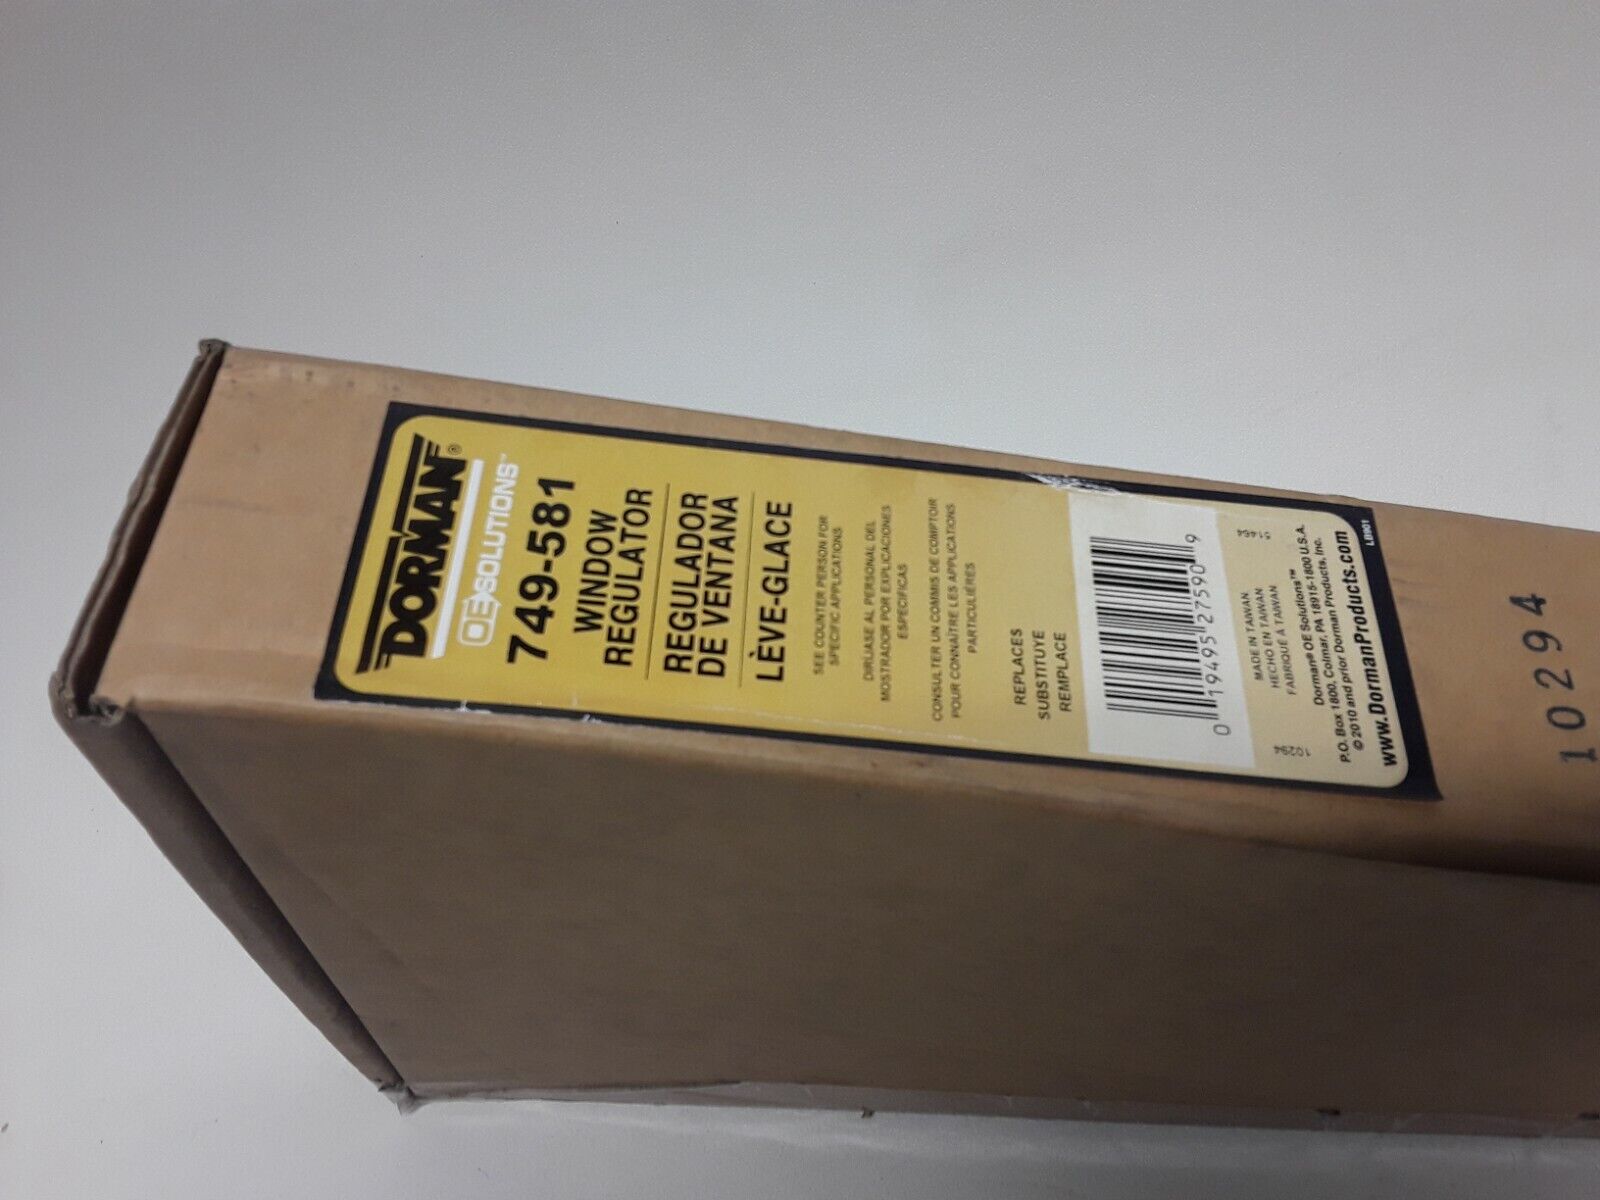 DORMAN®
OE SOLUTIONS™
749-581
WINDOW
REGULATOR
REGULADOR
DE VENTANA
LÈVE-GLACE
SEE COUNTER PERSON FOR
SPECIFIC APPLICATIONS
DIRÍJASE AL PERSONAL DEL
MOSTRADOR POR EXPLICACIONES
ESPECÍFICAS
CONSULTER UN COMMIS DE COMPTOIR
POUR CONNAÎTRE LES APPLICATIONS
PARTICULIÈRES
REPLACES
SUBSTITUYE
REMPLACE
0 19495 27590 9
MADE IN TAIWAN
HECHO EN TAIWAN
FABRIQUÉ À TAIWAN
10294
Dorman® OE Solutions™
P.O. Box 1800, Colmar, PA 18915-1800 U.S.A.
© 2010 and prior Dorman Products, Inc.
www.DormanProducts.com
10294